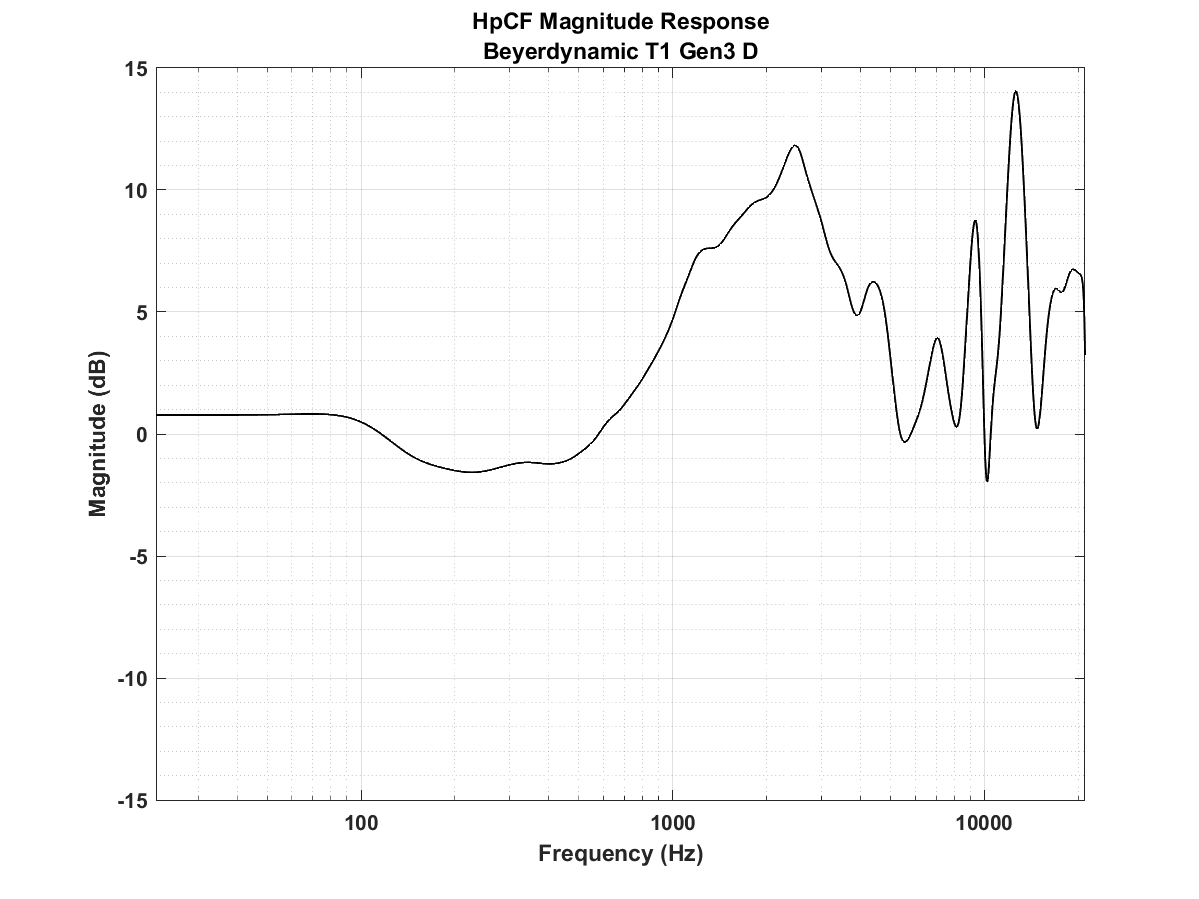 HpCF Magnitude Response
Beyerdynamic T1 Gen3 D
15
10
5
0
-5
-10
-15
Magnitude (dB)
100
1000
10000
Frequency (Hz)